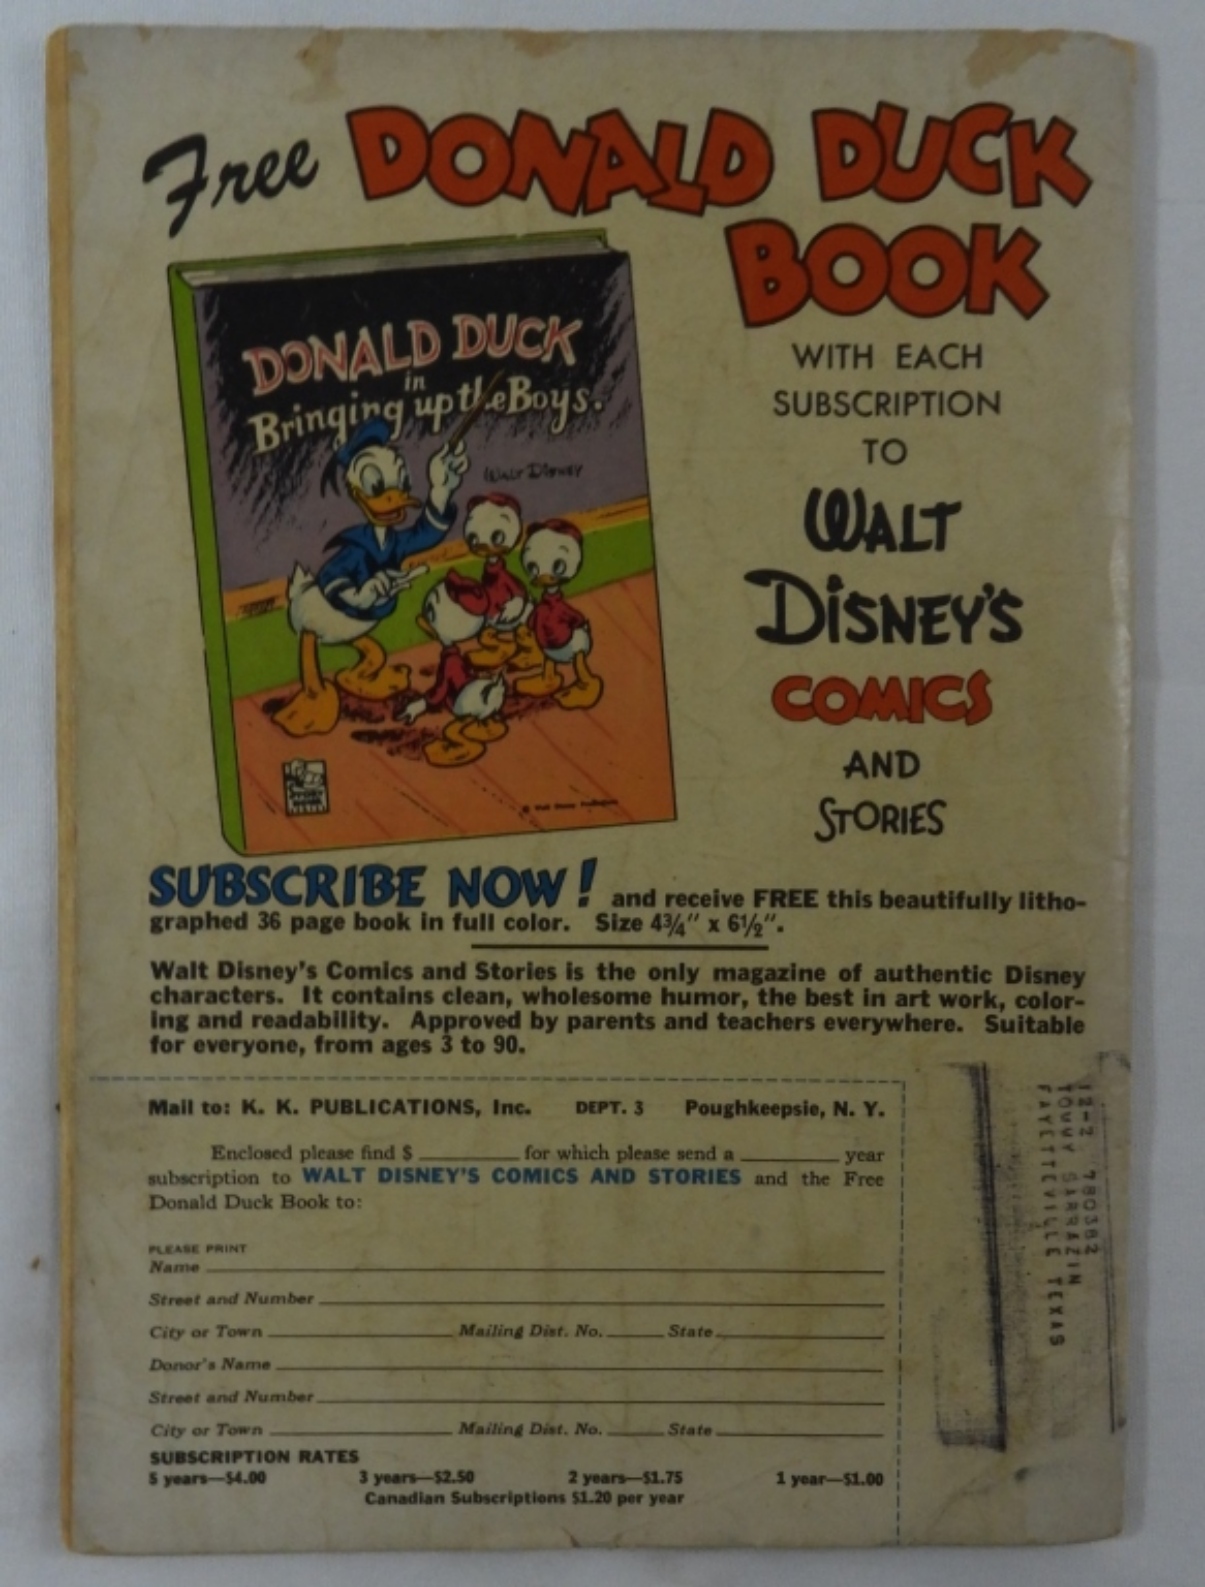 Free DONALD DUCK
BOOK
DONALD DUCK
in
Bringing up the Boys.
WALT DISNEY
WITH EACH
SUBSCRIPTION
TO
WALT
DISNEY'S
COMICS
AND
STORIES
SUBSCRIBE NOW! and receive FREE this beautifully litho-
graphed 36 page book in full color. Size 4¾" x 6½".
Walt Disney's Comics and Stories is the only magazine of authentic Disney
characters. It contains clean, wholesome humor, the best in art work, color-
ing and readability. Approved by parents and teachers everywhere. Suitable
for everyone, from ages 3 to 90.
Mail to: K. K. PUBLICATIONS, Inc. DEPT. 3 Poughkeepsie, N. Y.
Enclosed please find $ for which please send a year
subscription to WALT DISNEY'S COMICS AND STORIES and the Free
Donald Duck Book to:
PLEASE PRINT
Name
Street and Number
City or Town Mailing Dist. No. State
Donor's Name
Street and Number
City or Town Mailing Dist. No. State
SUBSCRIPTION RATES
5 years—$4.00 3 years—$2.50 2 years—$1.75 1 year—$1.00
Canadian Subscriptions $1.20 per year
12-2 780382
SARRAZIN
FAYETTEVILLE TEXAS